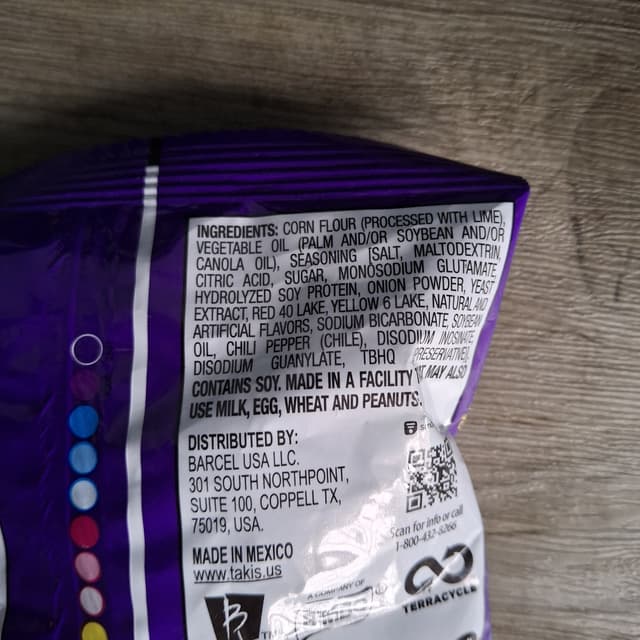 INGREDIENTS: CORN FLOUR (PROCESSED WITH LIME),
VEGETABLE OIL (PALM AND/OR SOYBEAN AND/OR
CANOLA OIL), SEASONING [SALT, MALTODEXTRIN,
CITRIC ACID, SUGAR, MONOSODIUM GLUTAMATE,
HYDROLYZED SOY PROTEIN, ONION POWDER, YEAST
EXTRACT, RED 40 LAKE, YELLOW 6 LAKE, NATURAL AND
ARTIFICIAL FLAVORS, SODIUM BICARBONATE, SOYBEAN
OIL, CHILI PEPPER (CHILE), DISODIUM INOSINATE,
DISODIUM GUANYLATE, TBHQ PRESERVATIVE].
CONTAINS SOY. MADE IN A FACILITY IT MAY ALSO
USE MILK, EGG, WHEAT AND PEANUTS.
DISTRIBUTED BY:
BARCEL USA LLC.
301 SOUTH NORTHPOINT,
SUITE 100, COPPELL TX,
75019, USA.
Scan for info or call
1-800-432-8266
MADE IN MEXICO
www.takis.us
TERRACYCLE
A COMPANY OF
B TM